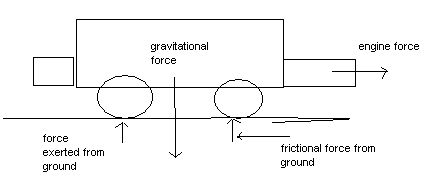 gravitational
force
engine force
force
exerted from
ground
frictional force from
ground